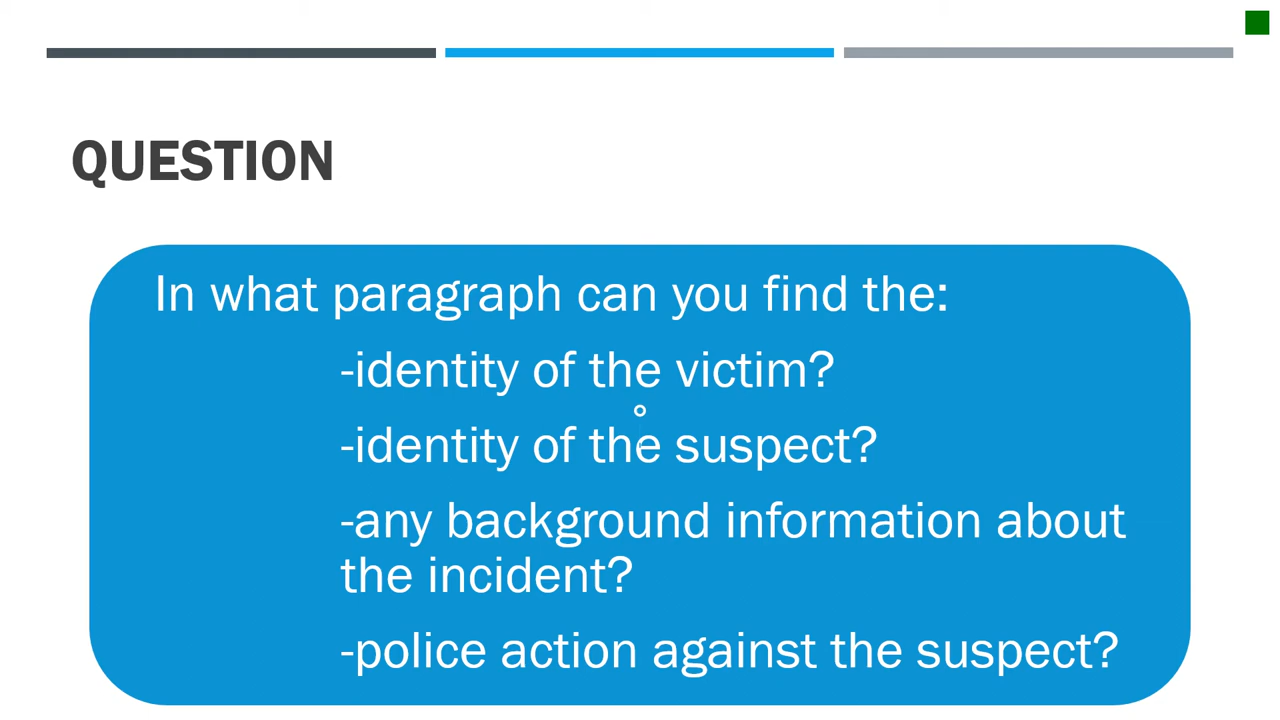 QUESTION
In what paragraph can you find the:
-identity of the victim?
-identity of the suspect?
-any background information about
the incident?
-police action against the suspect?